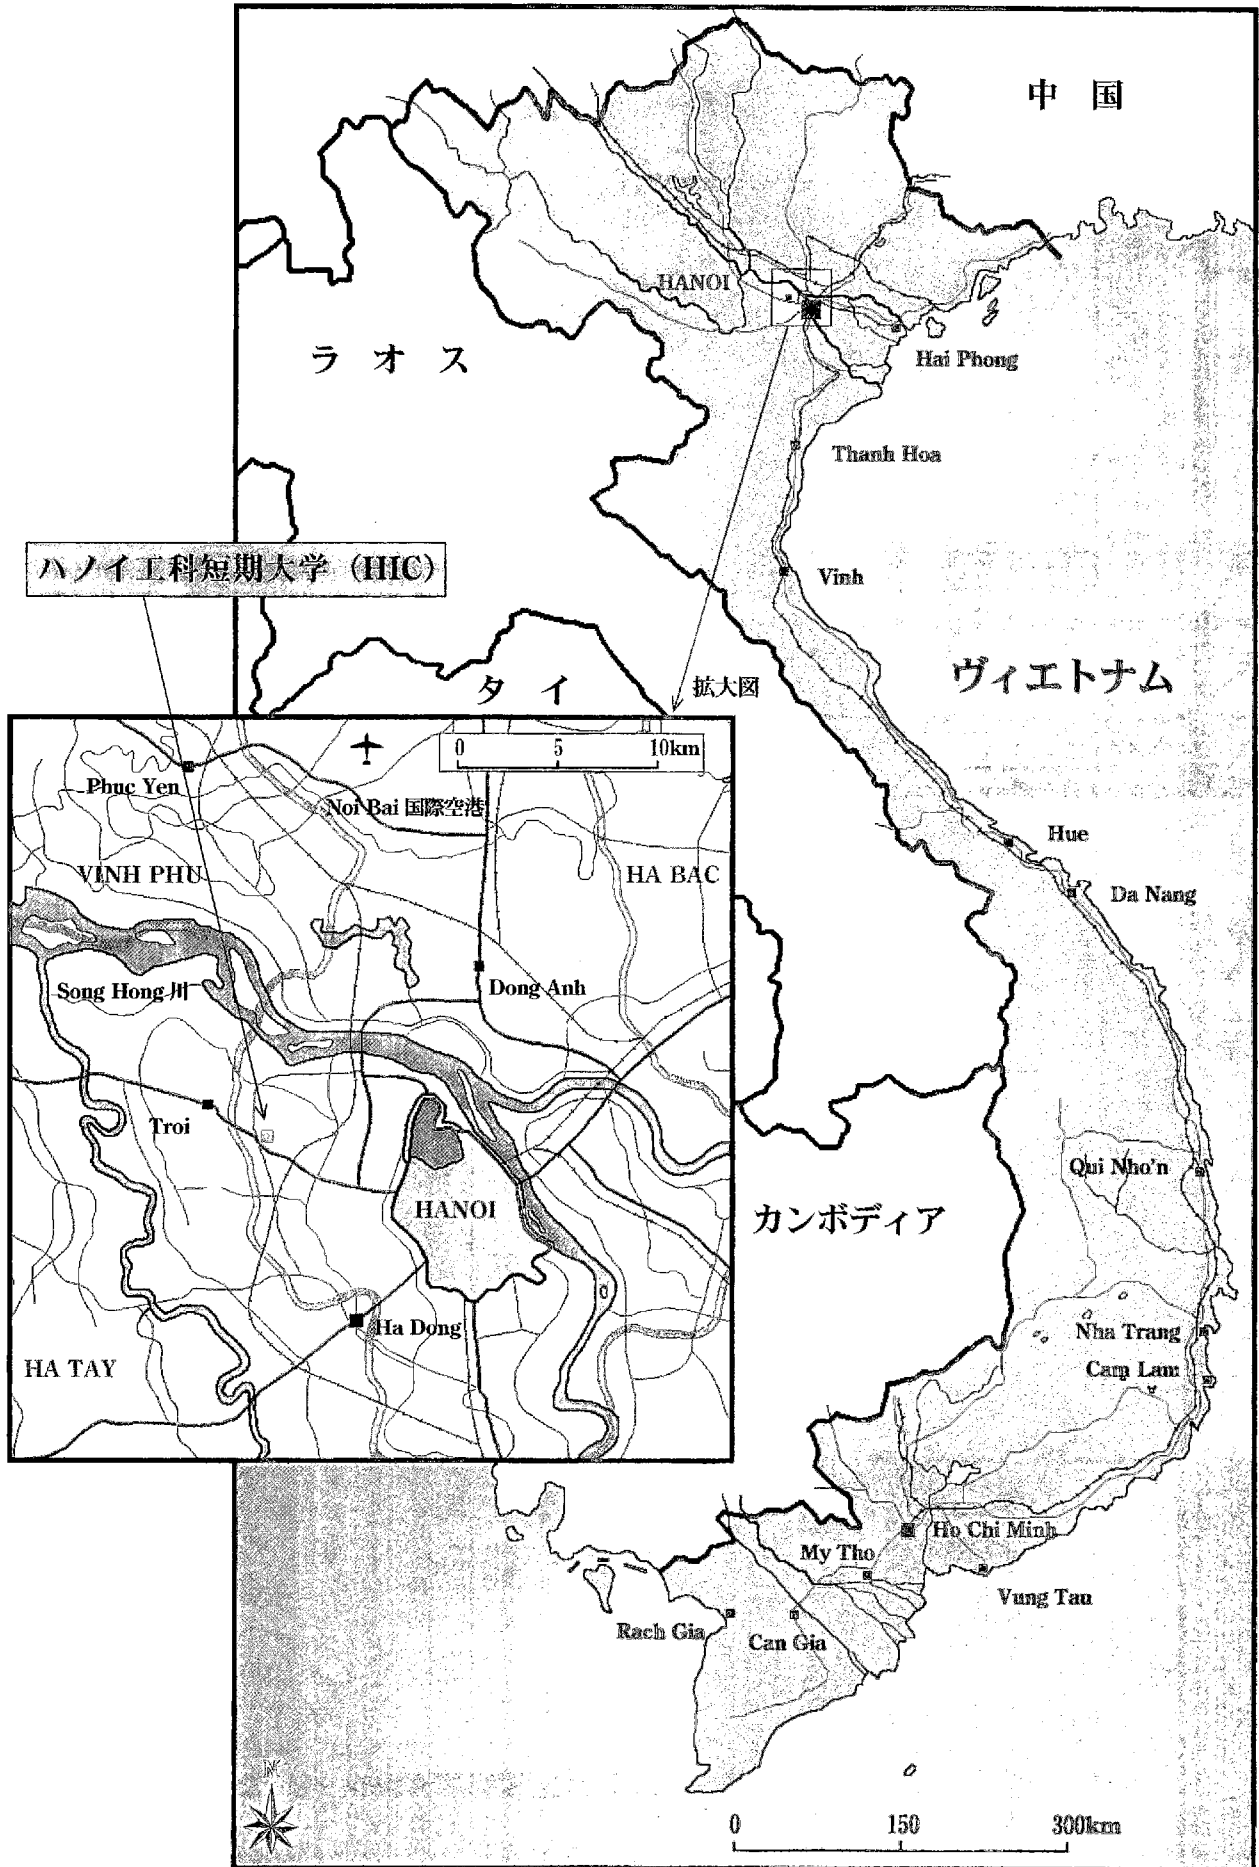 中 国
HANOI
Hai Phong
ラ オ ス
Thanh Hoa
ハノイ工科短期大学 (HIC)
Vinh
ヴィエトナム
タ イ
拡大図
0 5 10km
Phuc Yen
Noi Bai 国際空港
VINH PHU
HA BAC
Hue
Da Nang
Song Hong 川
Dong Anh
Troi
Qui Nho'n
HANOI
カンボディア
Ha Dong
HA TAY
Nha Trang
Cam Lam
Ho Chi Minh
My Tho
Vung Tau
Rach Gia
Can Gia
N
0 150 300km